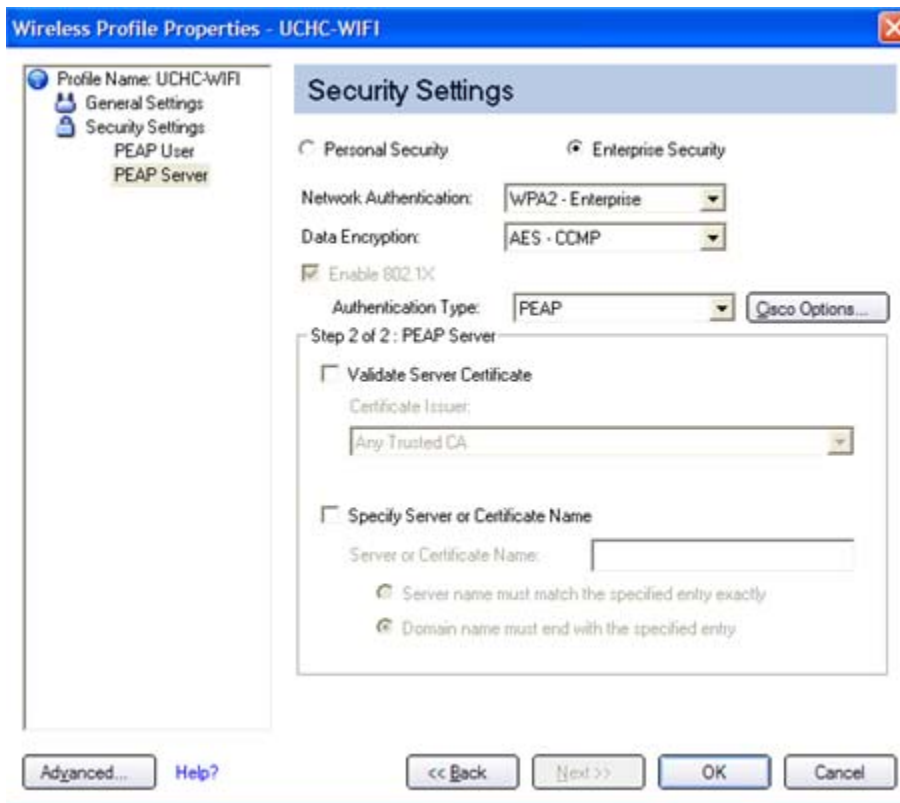 Wireless Profile Properties - UCHC-WIFI
Profile Name: UCHC-WIFI
General Settings
Security Settings
PEAP User
PEAP Server
Security Settings
Personal Security
Enterprise Security
Network Authentication:
WPA2 - Enterprise
Data Encryption:
AES - CCMP
Enable 802.1X
Authentication Type:
PEAP
Cisco Options...
Step 2 of 2 : PEAP Server
Validate Server Certificate
Certificate Issuer:
Any Trusted CA
Specify Server or Certificate Name
Server or Certificate Name:
Server name must match the specified entry exactly
Domain name must end with the specified entry
Advanced...
Help?
<< Back
Next >>
OK
Cancel